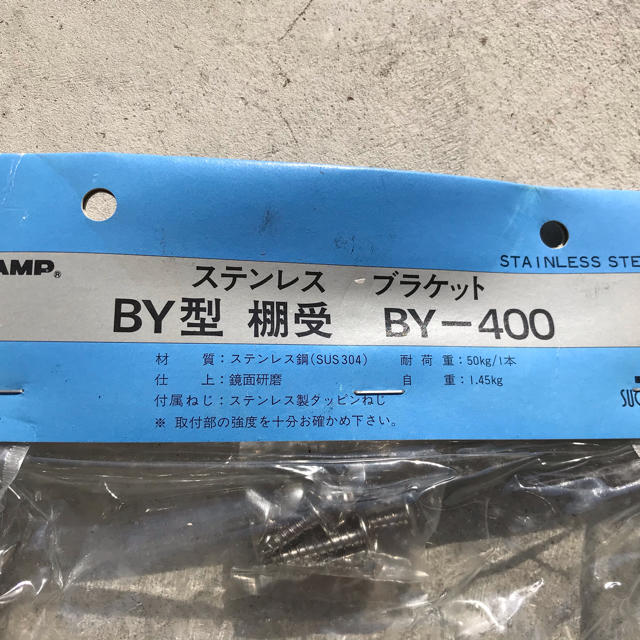 AMP®
STAINLESS STE
ステンレス ブラケット
BY型 棚受 BY-400
材 質：ステンレス鋼(SUS304) 耐 荷 重：50kg/1本
仕 上：鏡面研磨 自 重：1.45kg
付属ねじ：ステンレス製タッピンねじ
※ 取付部の強度を十分お確かめ下さい。